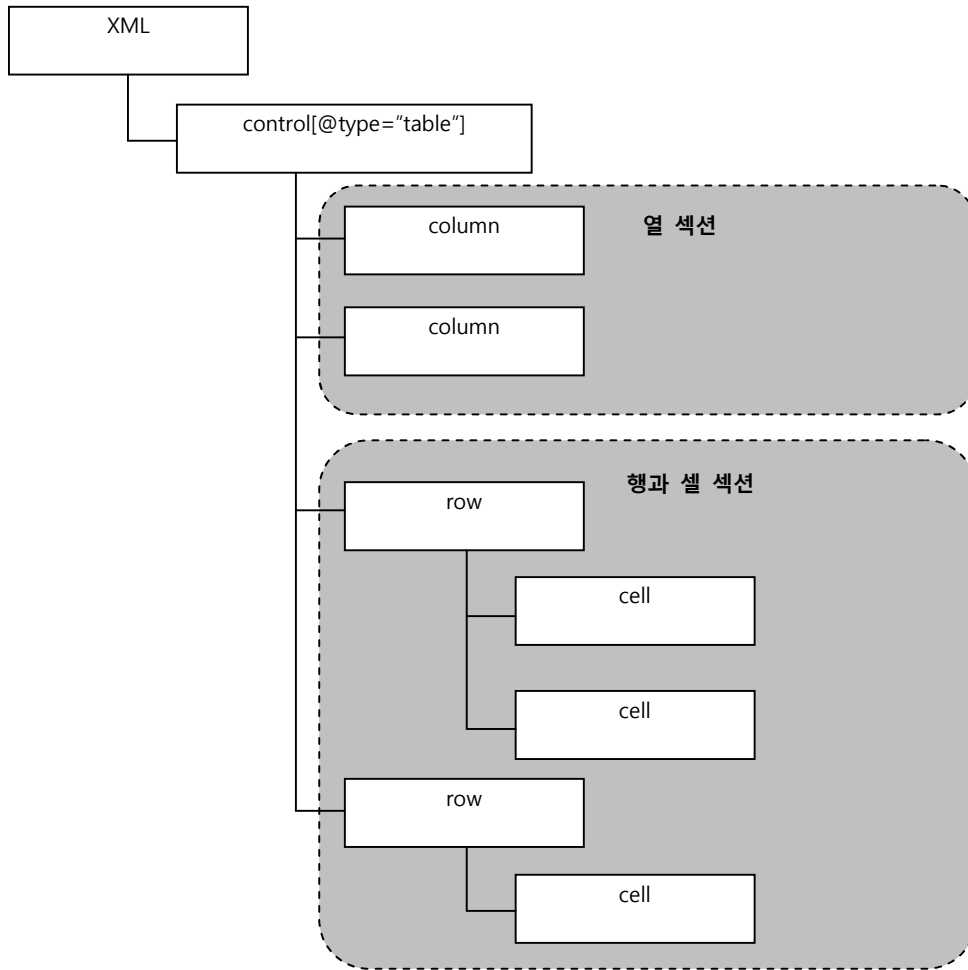 XML
control[@type="table"]
column
열 섹션
column
행과 셀 섹션
row
cell
cell
row
cell